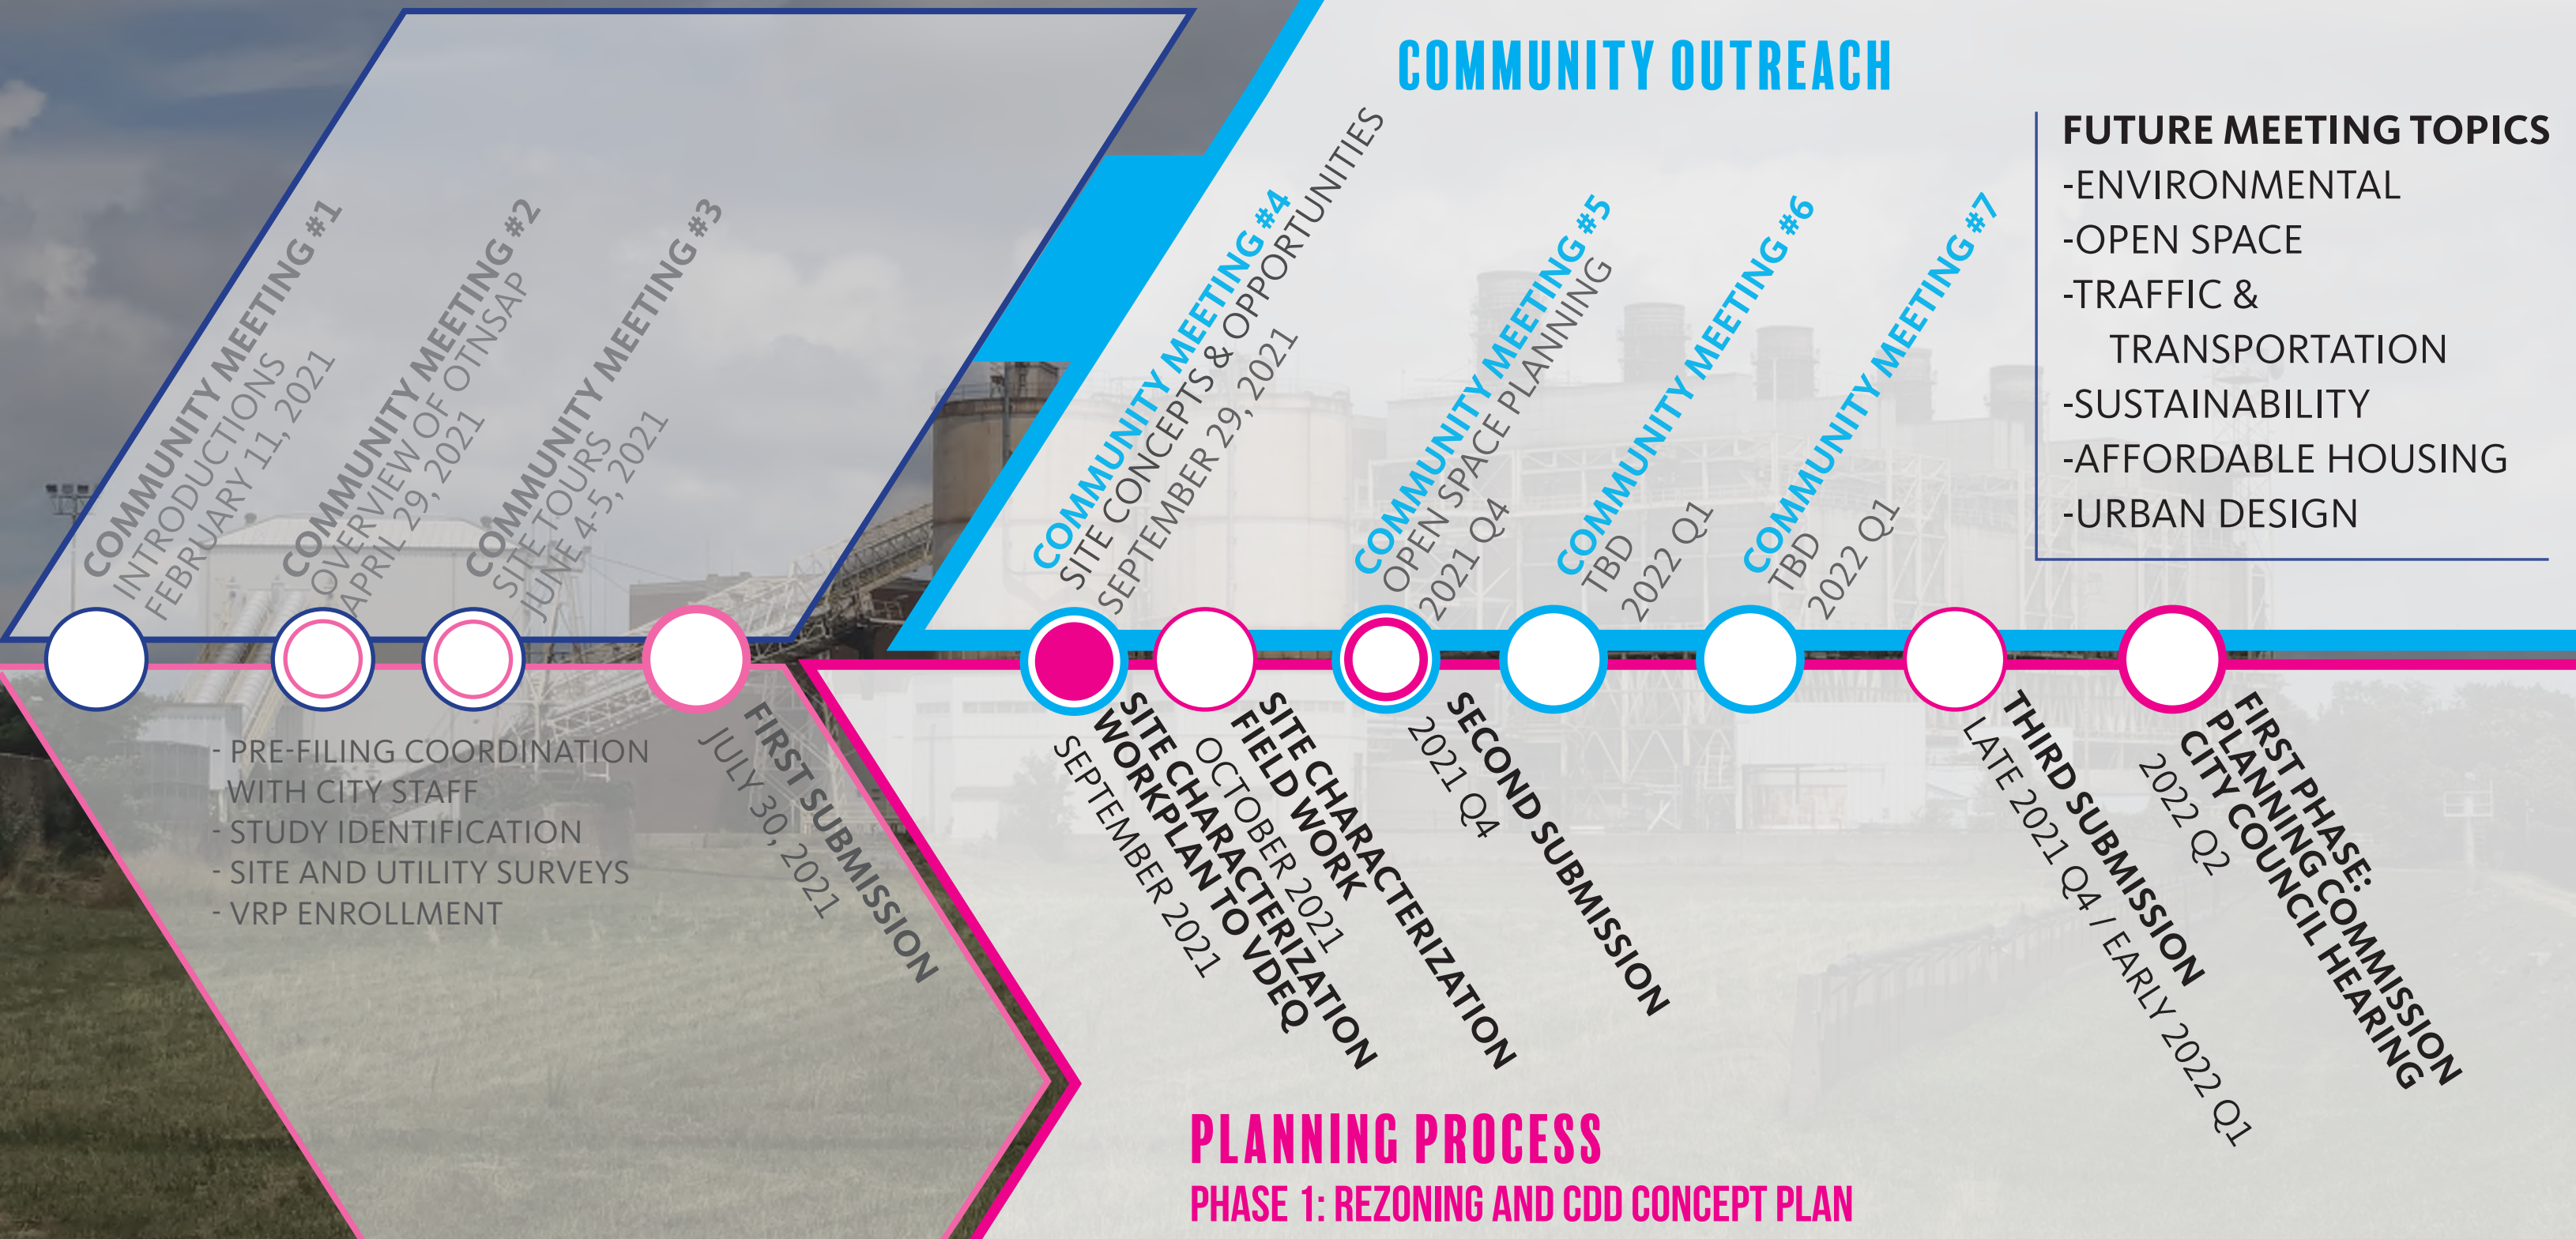 COMMUNITY OUTREACH
COMMUNITY MEETING #1
INTRODUCTIONS
FEBRUARY 11, 2021
COMMUNITY MEETING #2
OVERVIEW OF OTNSAP
APRIL 29, 2021
COMMUNITY MEETING #3
SITE TOURS
JUNE 4-5, 2021
COMMUNITY MEETING #4
SITE CONCEPTS & OPPORTUNITIES
SEPTEMBER 29, 2021
COMMUNITY MEETING #5
OPEN SPACE PLANNING
2021 Q4
COMMUNITY MEETING #6
TBD
2022 Q1
COMMUNITY MEETING #7
TBD
2022 Q1
FUTURE MEETING TOPICS
-ENVIRONMENTAL
-OPEN SPACE
-TRAFFIC &
TRANSPORTATION
-SUSTAINABILITY
-AFFORDABLE HOUSING
-URBAN DESIGN
- PRE-FILING COORDINATION
WITH CITY STAFF
- STUDY IDENTIFICATION
- SITE AND UTILITY SURVEYS
- VRP ENROLLMENT
FIRST SUBMISSION
JULY 30, 2021
SITE CHARACTERIZATION
WORKPLAN TO VDEQ
SEPTEMBER 2021
SITE CHARACTERIZATION
FIELD WORK
OCTOBER 2021
SECOND SUBMISSION
2021 Q4
THIRD SUBMISSION
LATE 2021 Q4 / EARLY 2022 Q1
FIRST PHASE:
PLANNING COMMISSION
CITY COUNCIL HEARING
2022 Q2
PLANNING PROCESS
PHASE 1: REZONING AND CDD CONCEPT PLAN